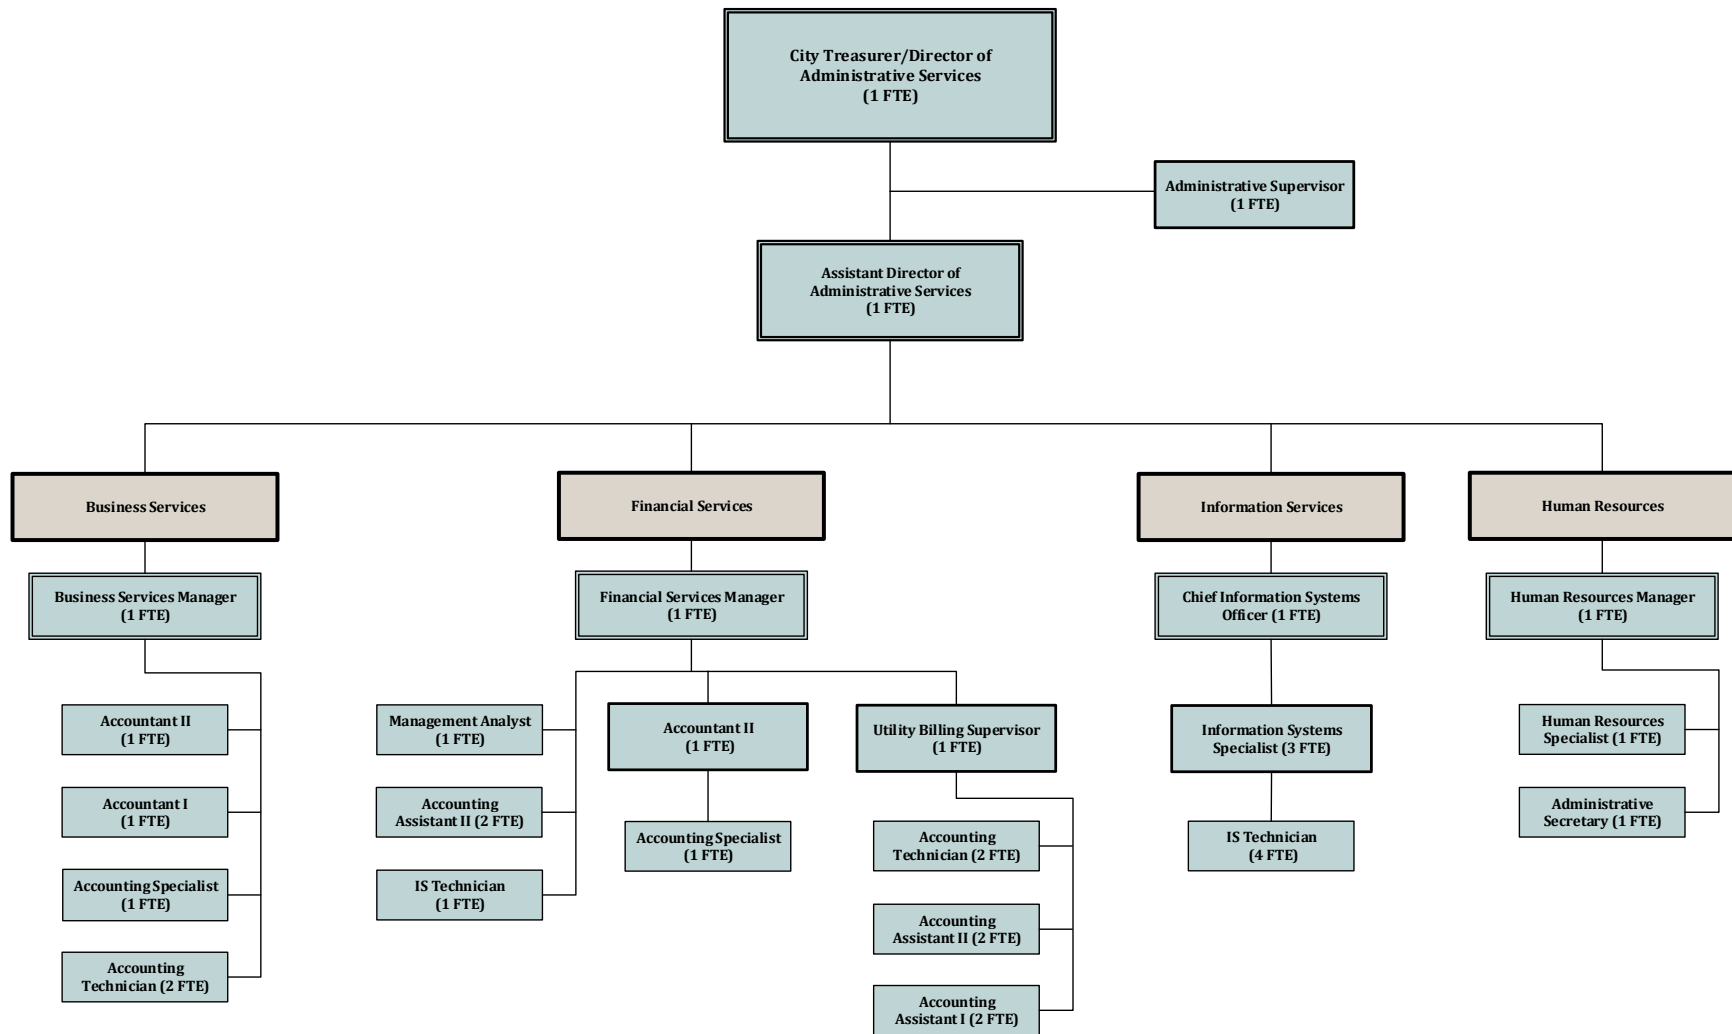 City Treasurer/Director of
Administrative Services
(1 FTE)
Administrative Supervisor
(1 FTE)
Assistant Director of
Administrative Services
(1 FTE)
Business Services
Financial Services
Information Services
Human Resources
Business Services Manager
(1 FTE)
Financial Services Manager
(1 FTE)
Chief Information Systems
Officer (1 FTE)
Human Resources Manager
(1 FTE)
Accountant II
(1 FTE)
Accountant I
(1 FTE)
Accounting Specialist
(1 FTE)
Accounting
Technician (2 FTE)
Management Analyst
(1 FTE)
Accounting
Assistant II (2 FTE)
IS Technician
(1 FTE)
Accountant II
(1 FTE)
Accounting Specialist
(1 FTE)
Utility Billing Supervisor
(1 FTE)
Accounting
Technician (2 FTE)
Accounting
Assistant II (2 FTE)
Accounting
Assistant I (2 FTE)
Information Systems
Specialist (3 FTE)
IS Technician
(4 FTE)
Human Resources
Specialist (1 FTE)
Administrative
Secretary (1 FTE)